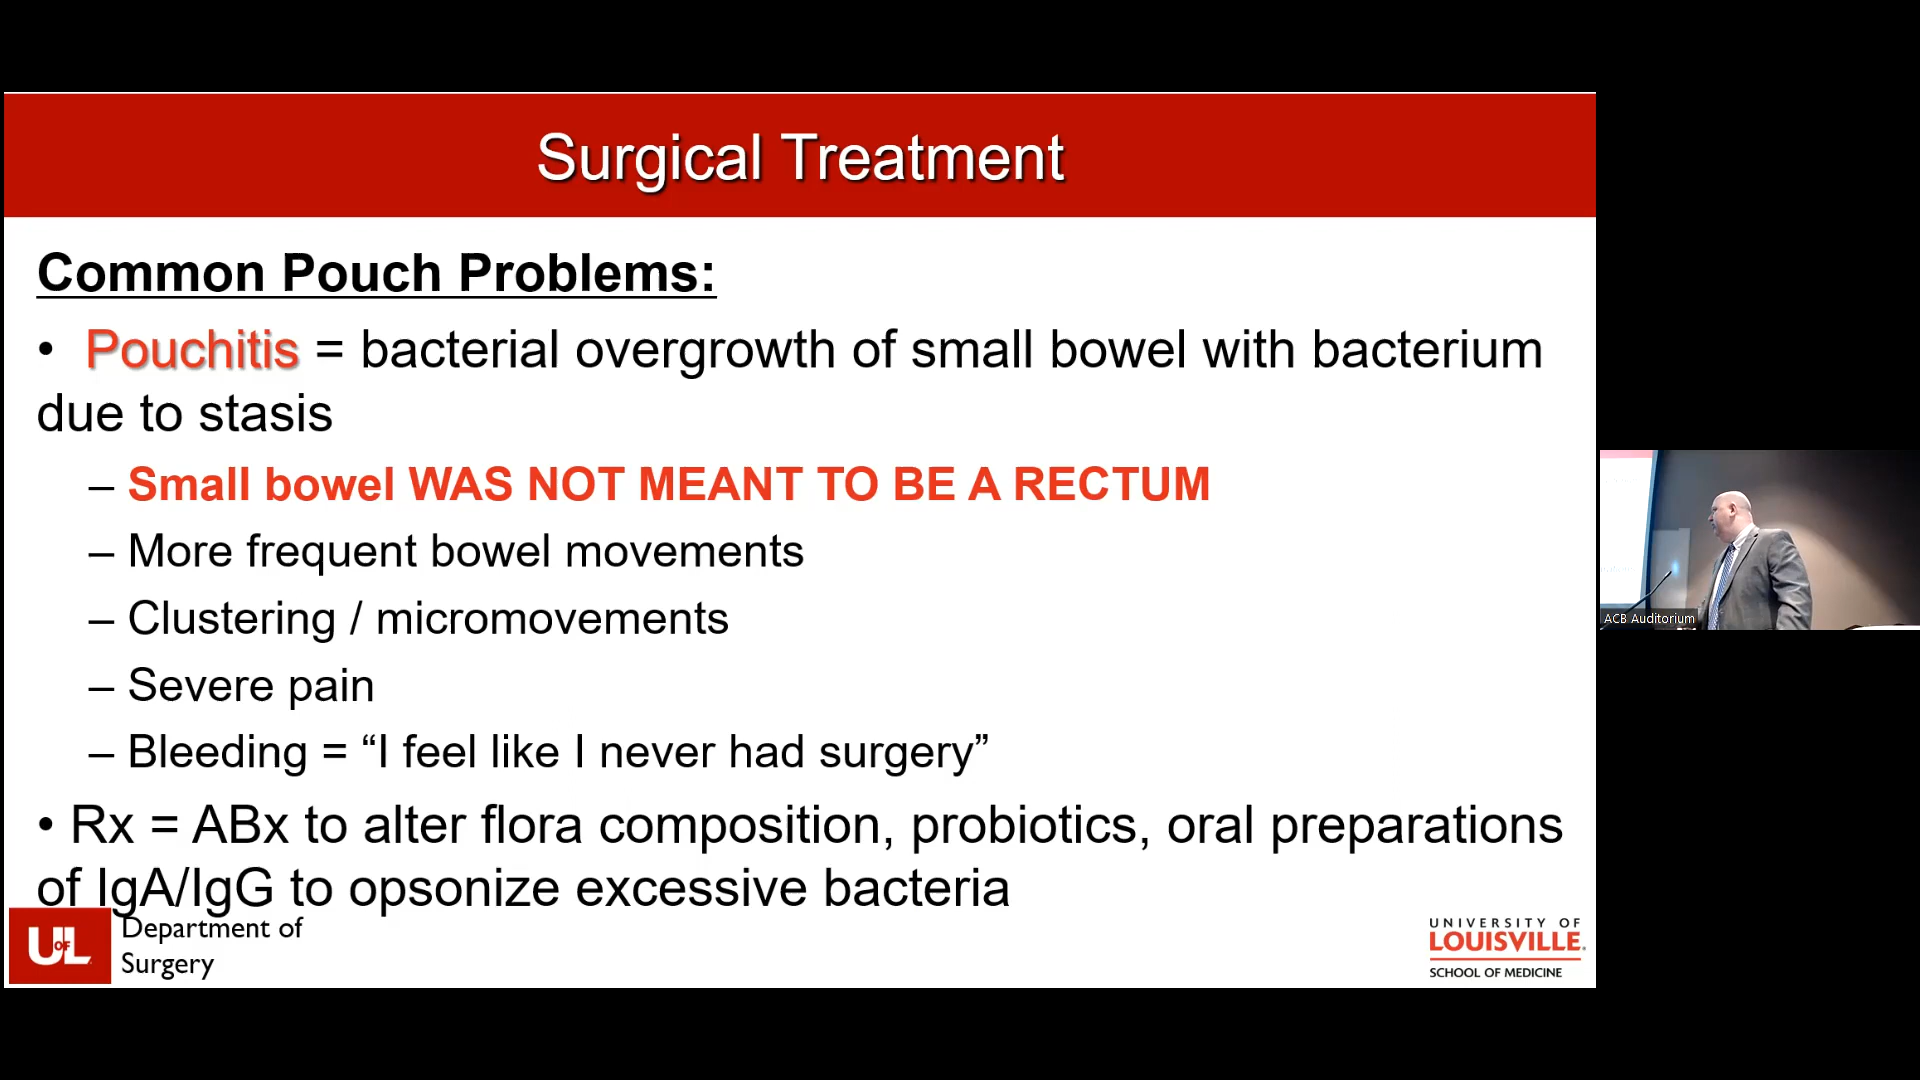 Surgical Treatment
Common Pouch Problems:
• Pouchitis = bacterial overgrowth of small bowel with bacterium
due to stasis
– Small bowel WAS NOT MEANT TO BE A RECTUM
– More frequent bowel movements
– Clustering / micromovements
– Severe pain
– Bleeding = “I feel like I never had surgery”
• Rx = ABx to alter flora composition, probiotics, oral preparations
of IgA/IgG to opsonize excessive bacteria
UofL
Department of
Surgery
UNIVERSITY OF
LOUISVILLE.
SCHOOL OF MEDICINE
ACB Auditorium